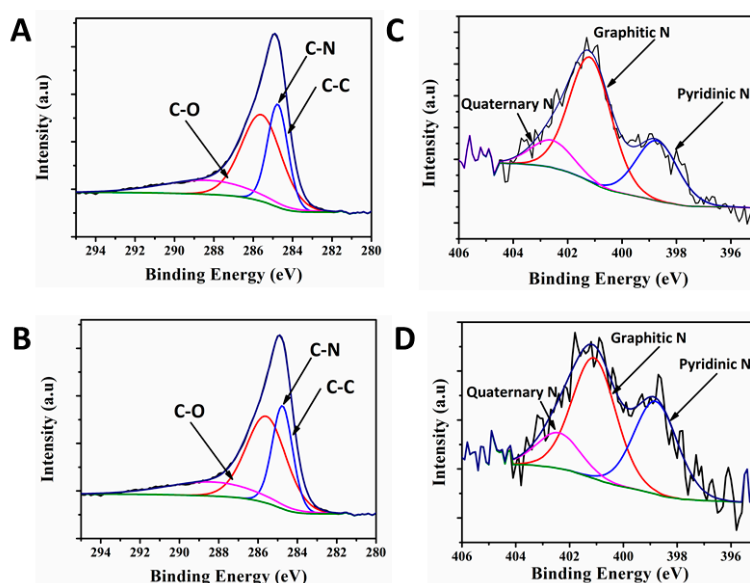 A
C-N
C-C
C-O
Intensity (a.u)
294 292 290 288 286 284 282 280
Binding Energy (eV)
C
Graphitic N
Quaternary N
Pyridinic N
Intensity (a.u)
406 404 402 400 398 396
Binding Energy (eV)
B
C-N
C-C
C-O
Intensity (a.u)
294 292 290 288 286 284 282 280
Binding Energy (eV)
D
Graphitic N
Pyridinic N
Quaternary N
Intensity (a.u)
406 404 402 400 398 396
Binding Energy (eV)